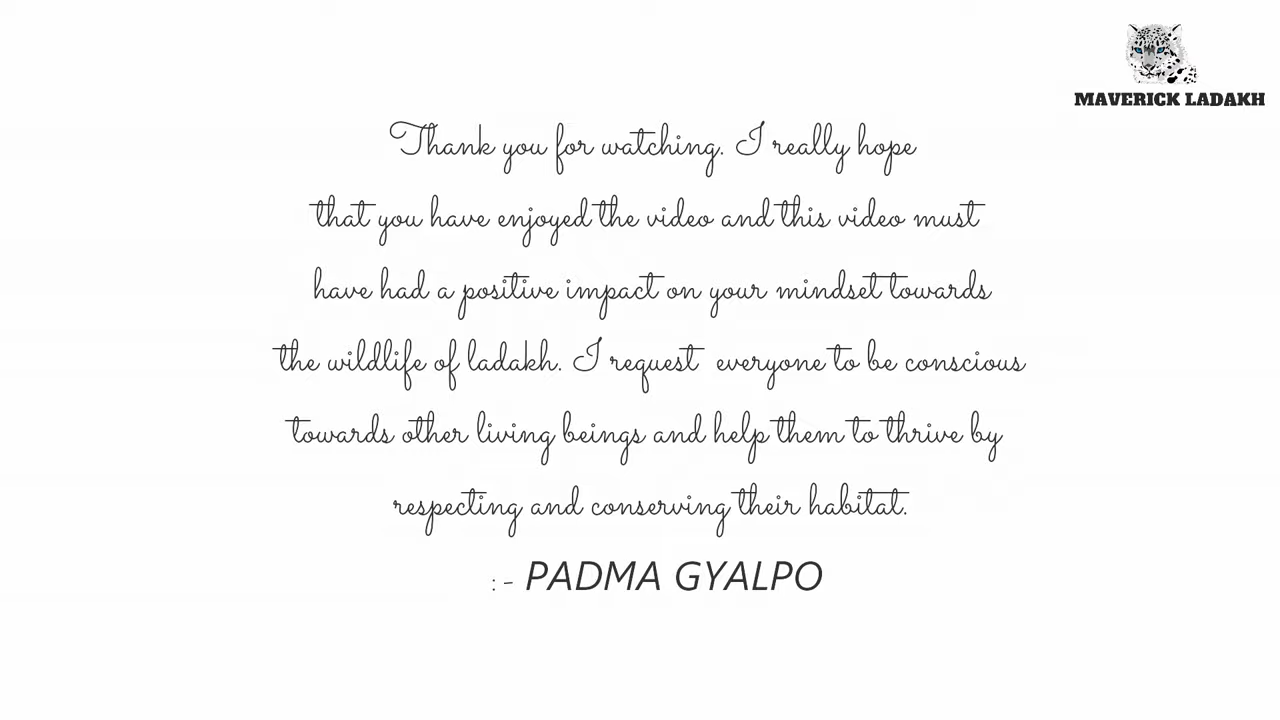 MAVERICK LADAKH
Thank you for watching. I really hope
that you have enjoyed the video and this video must
have had a positive impact on your mindset towards
the wildlife of ladakh. I request everyone to be conscious
towards other living beings and help them to thrive by
respecting and conserving their habitat.
:- PADMA GYALPO